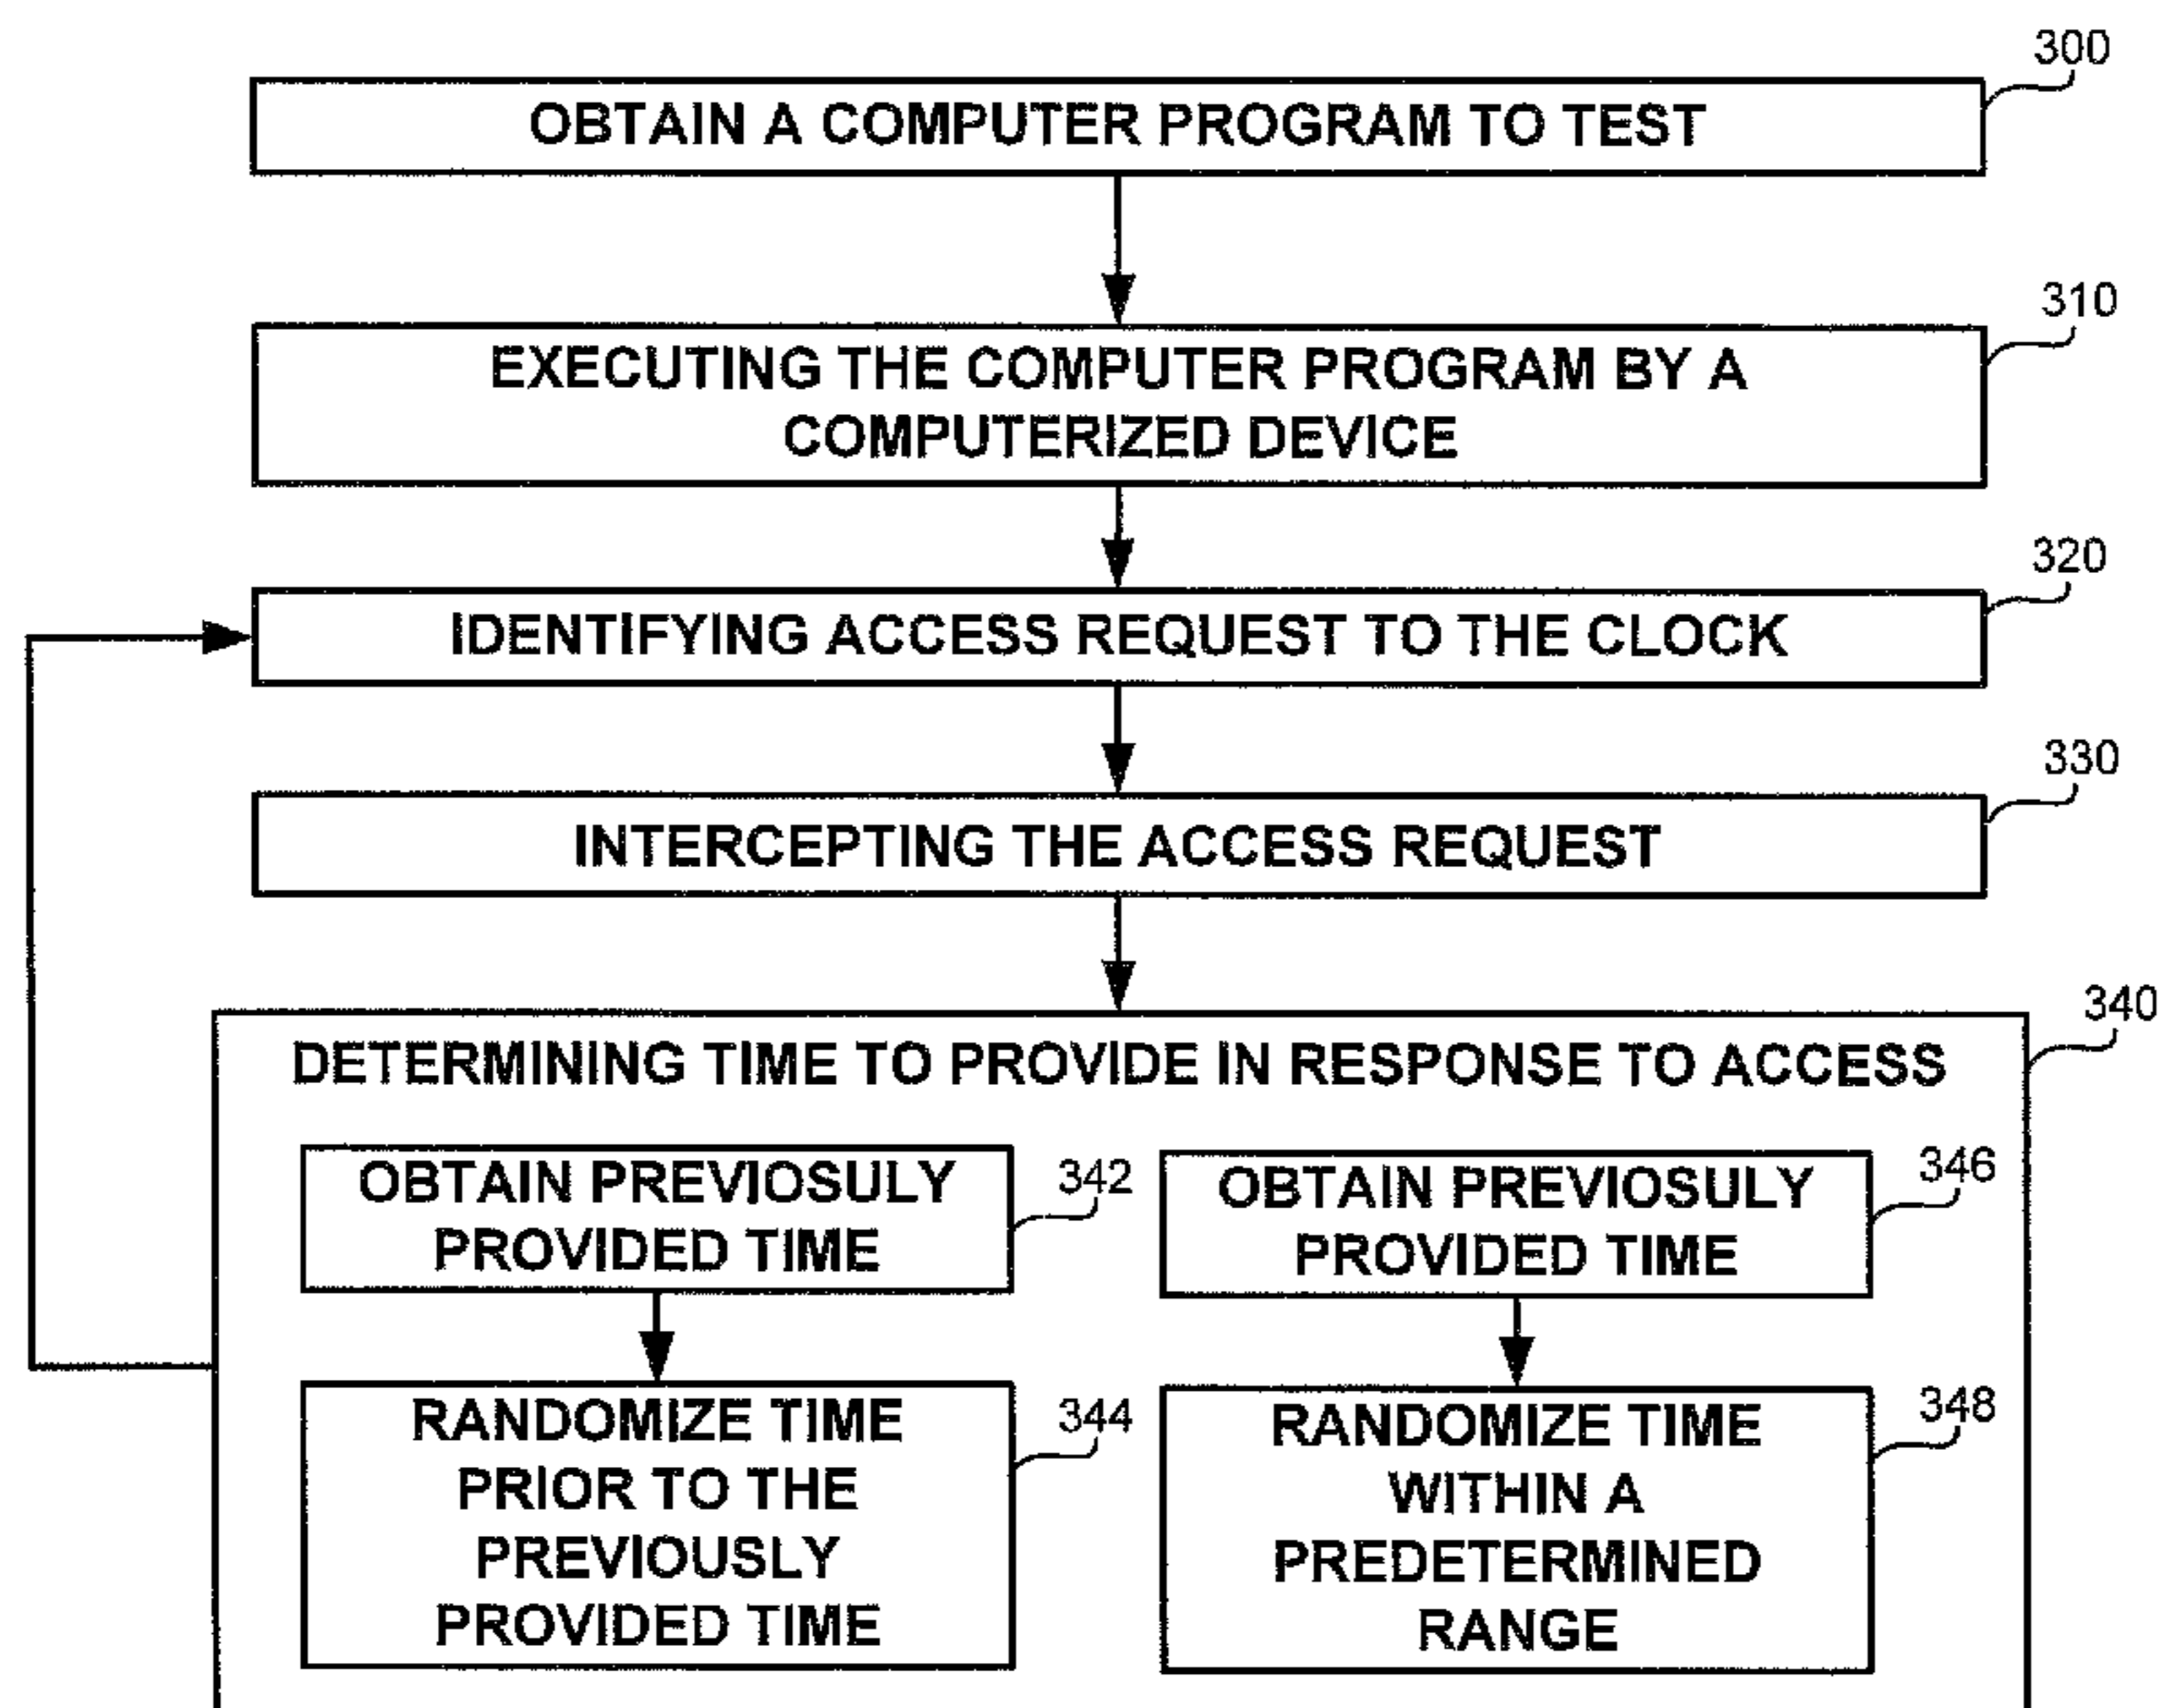 300
OBTAIN A COMPUTER PROGRAM TO TEST
310
EXECUTING THE COMPUTER PROGRAM BY A
COMPUTERIZED DEVICE
320
IDENTIFYING ACCESS REQUEST TO THE CLOCK
330
INTERCEPTING THE ACCESS REQUEST
340
DETERMINING TIME TO PROVIDE IN RESPONSE TO ACCESS
OBTAIN PREVIOSULY
PROVIDED TIME
342
RANDOMIZE TIME
PRIOR TO THE
PREVIOUSLY
PROVIDED TIME
344
OBTAIN PREVIOSULY
PROVIDED TIME
346
RANDOMIZE TIME
WITHIN A
PREDETERMINED
RANGE
348